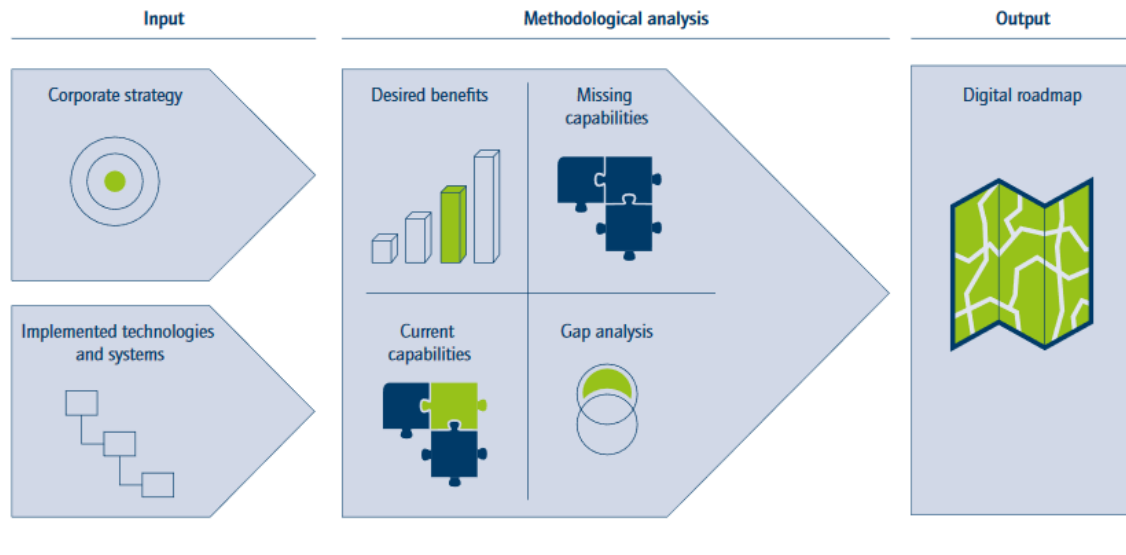 Input
Methodological analysis
Output
Corporate strategy
Desired benefits
Missing
capabilities
Digital roadmap
Implemented technologies
and systems
Current
capabilities
Gap analysis